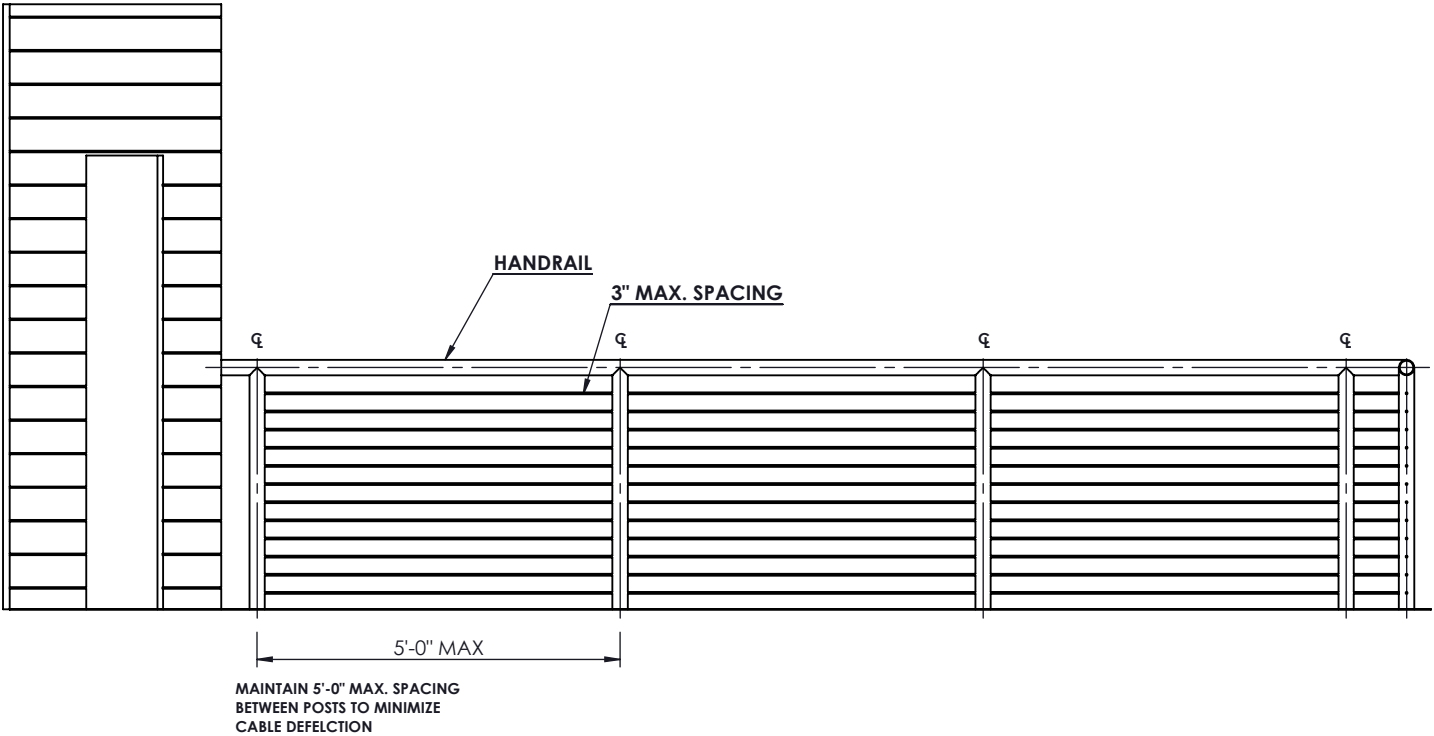 HANDRAIL
3" MAX. SPACING
℄ ℄ ℄ ℄
5'-0" MAX
MAINTAIN 5'-0" MAX. SPACING
BETWEEN POSTS TO MINIMIZE
CABLE DEFELCTION